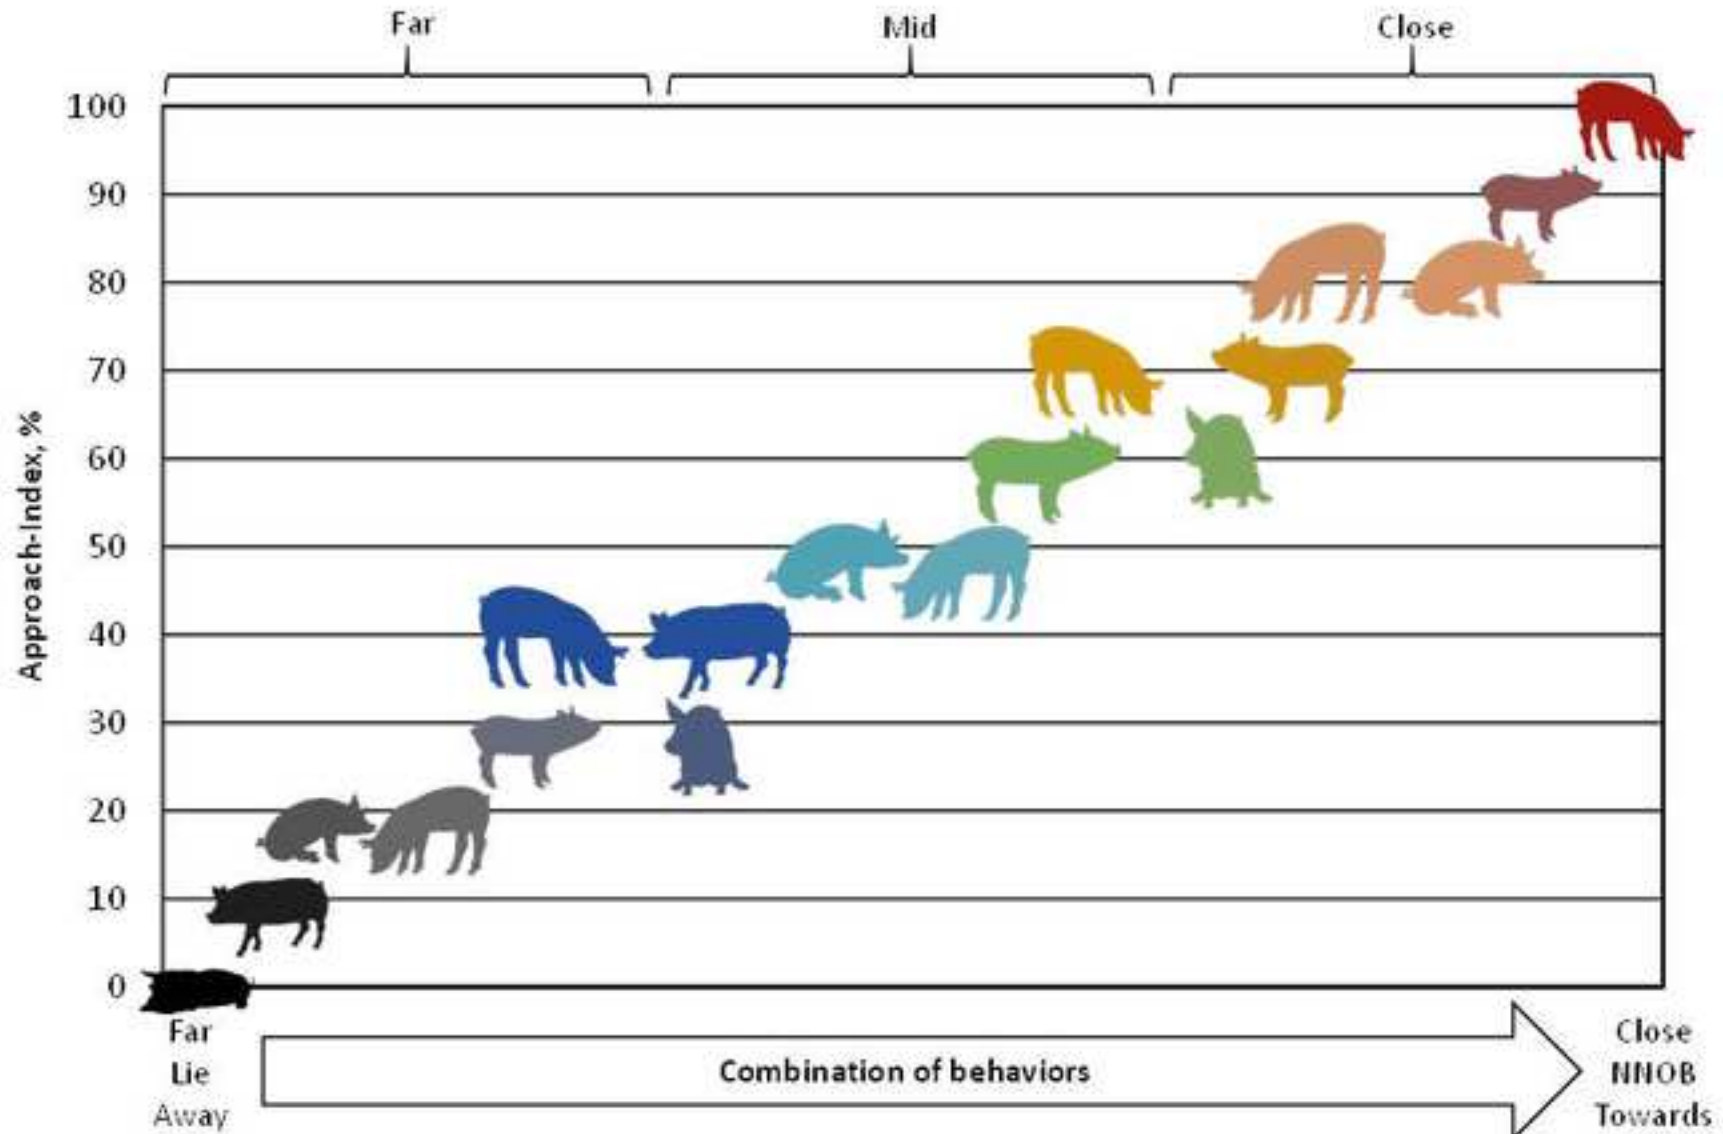 Far
Mid
Close
100
90
80
70
60
50
40
30
20
10
0
Approach-Index, %
Far
Lie
Away
Combination of behaviors
Close
NNOB
Towards